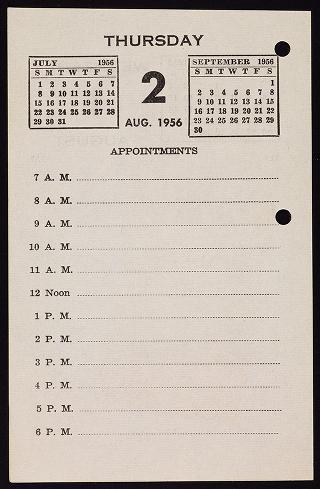 THURSDAY
JULY 1956
S M T W T F S
1 2 3 4 5 6 7
8 9 10 11 12 13 14
15 16 17 18 19 20 21
22 23 24 25 26 27 28
29 30 31
2
AUG. 1956
SEPTEMBER 1956
S M T W T F S
1
2 3 4 5 6 7 8
9 10 11 12 13 14 15
16 17 18 19 20 21 22
23 24 25 26 27 28 29
30
APPOINTMENTS
7 A. M.
8 A. M.
9 A. M.
10 A. M.
11 A. M.
12 Noon
1 P. M.
2 P. M.
3 P. M.
4 P. M.
5 P. M.
6 P. M.